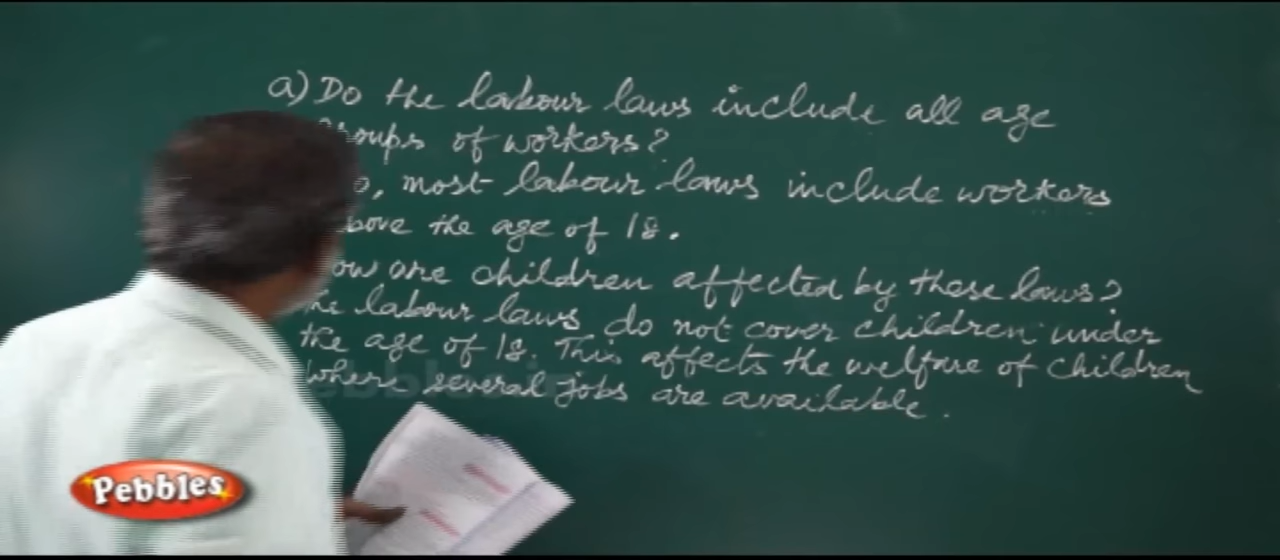 a) Do the labour laws include all age
groups of workers?
most labour laws include workers
above the age of 18.
How are children affected by these laws?
The labour laws do not cover children under
the age of 18. This affects the welfare of children
where several jobs are available.
Pebbles